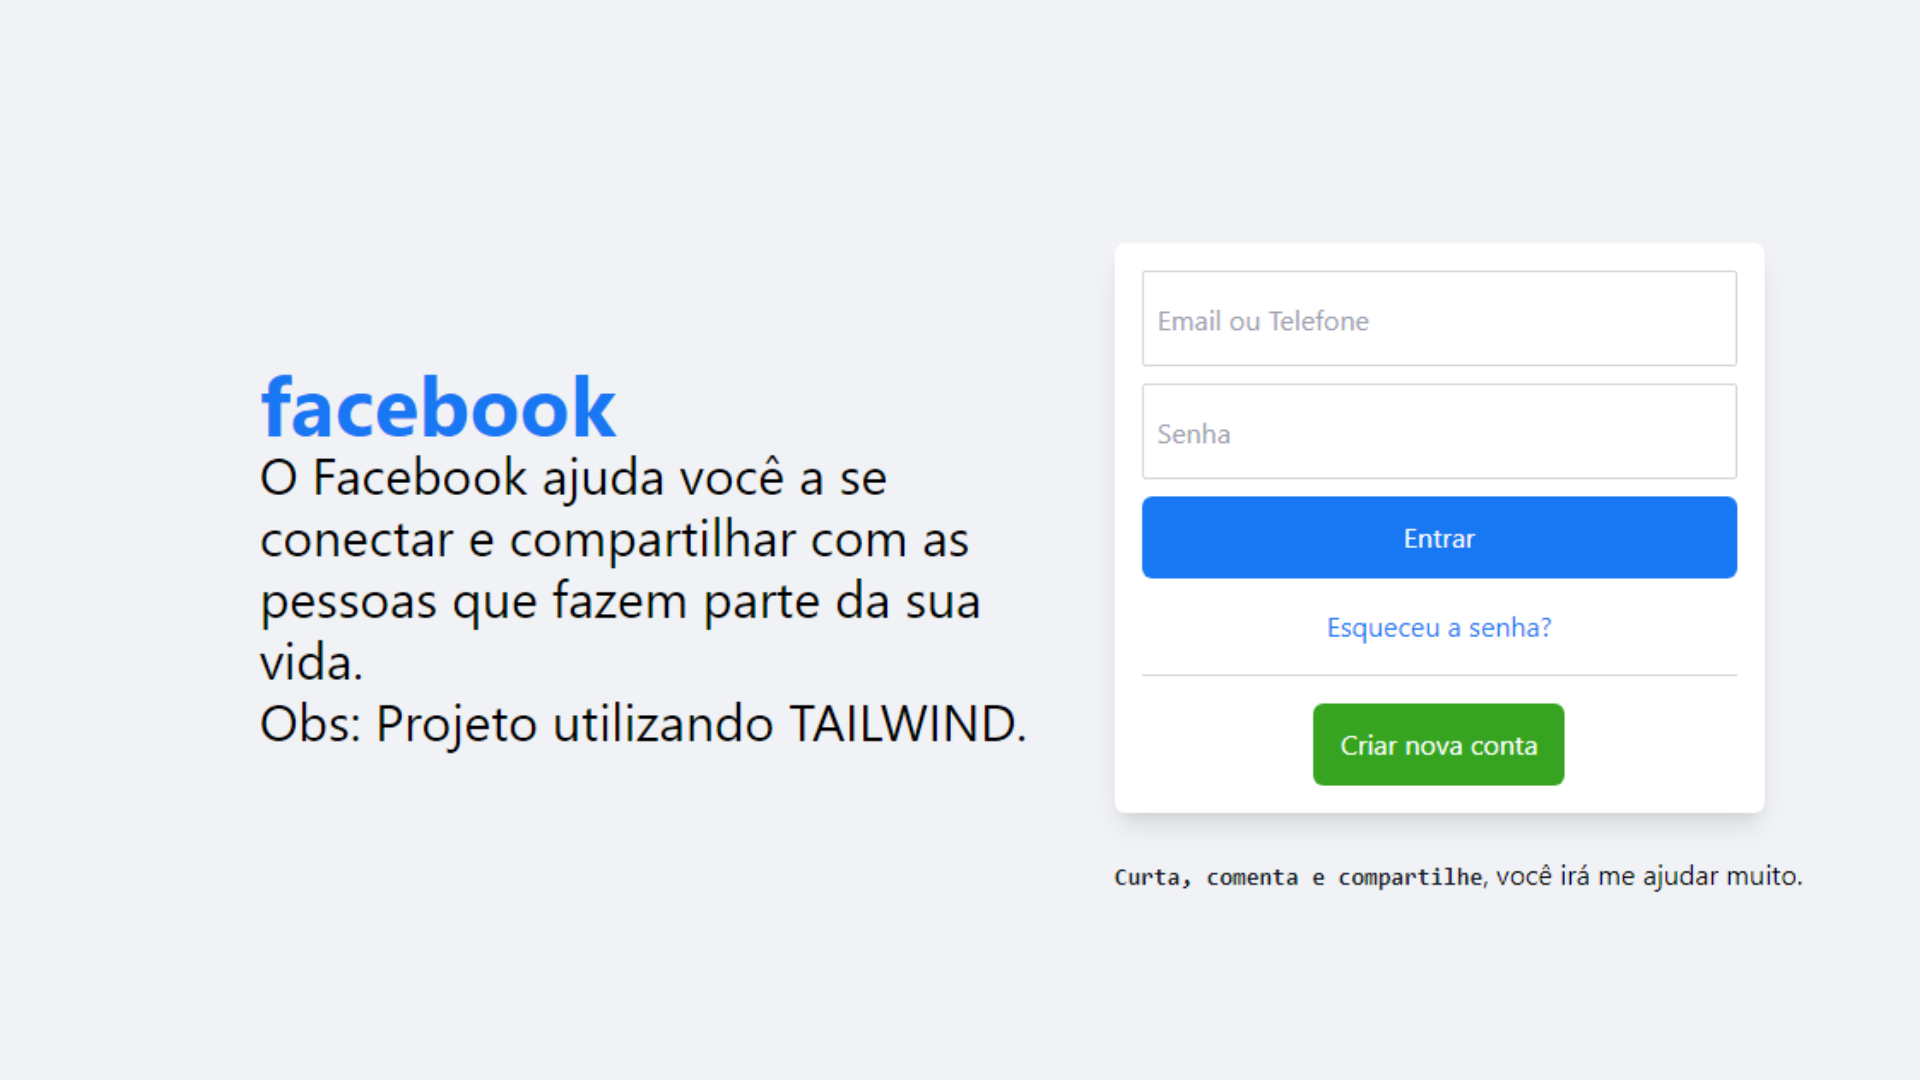 facebook
O Facebook ajuda você a se
conectar e compartilhar com as
pessoas que fazem parte da sua
vida.
Obs: Projeto utilizando TAILWIND.
Email ou Telefone
Senha
Entrar
Esqueceu a senha?
Criar nova conta
Curta, comenta e compartilhe, você irá me ajudar muito.